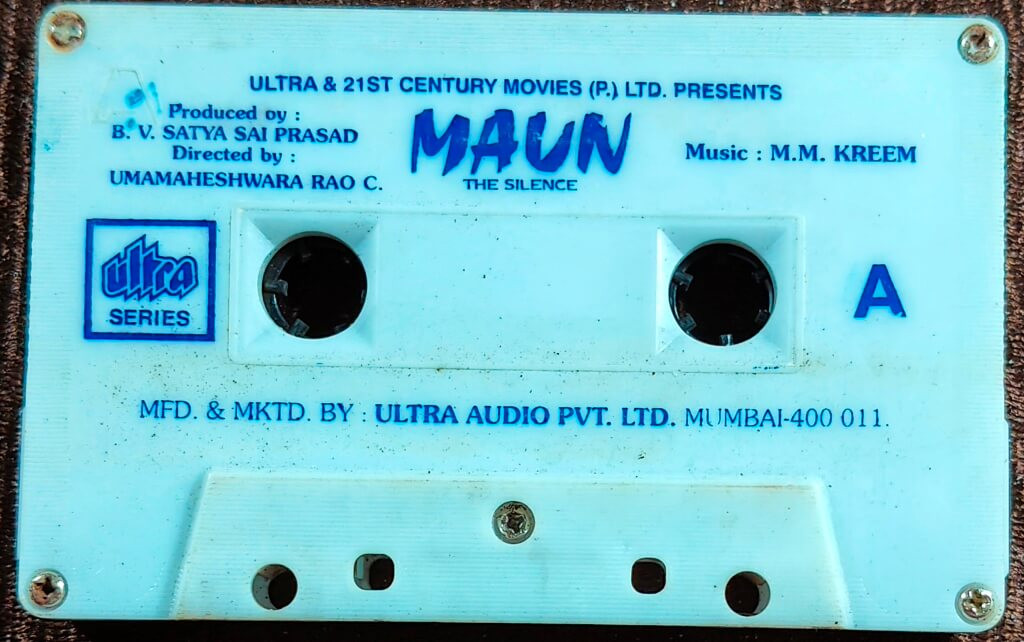 ULTRA & 21ST CENTURY MOVIES (P.) LTD. PRESENTS
Produced by :
B. V. SATYA SAI PRASAD
Directed by :
UMAMAHESHWARA RAO C.
MAUN
THE SILENCE
Music : M.M. KREEM
ultra
SERIES
A
MFD. & MKTD. BY : ULTRA AUDIO PVT. LTD. MUMBAI-400 011.